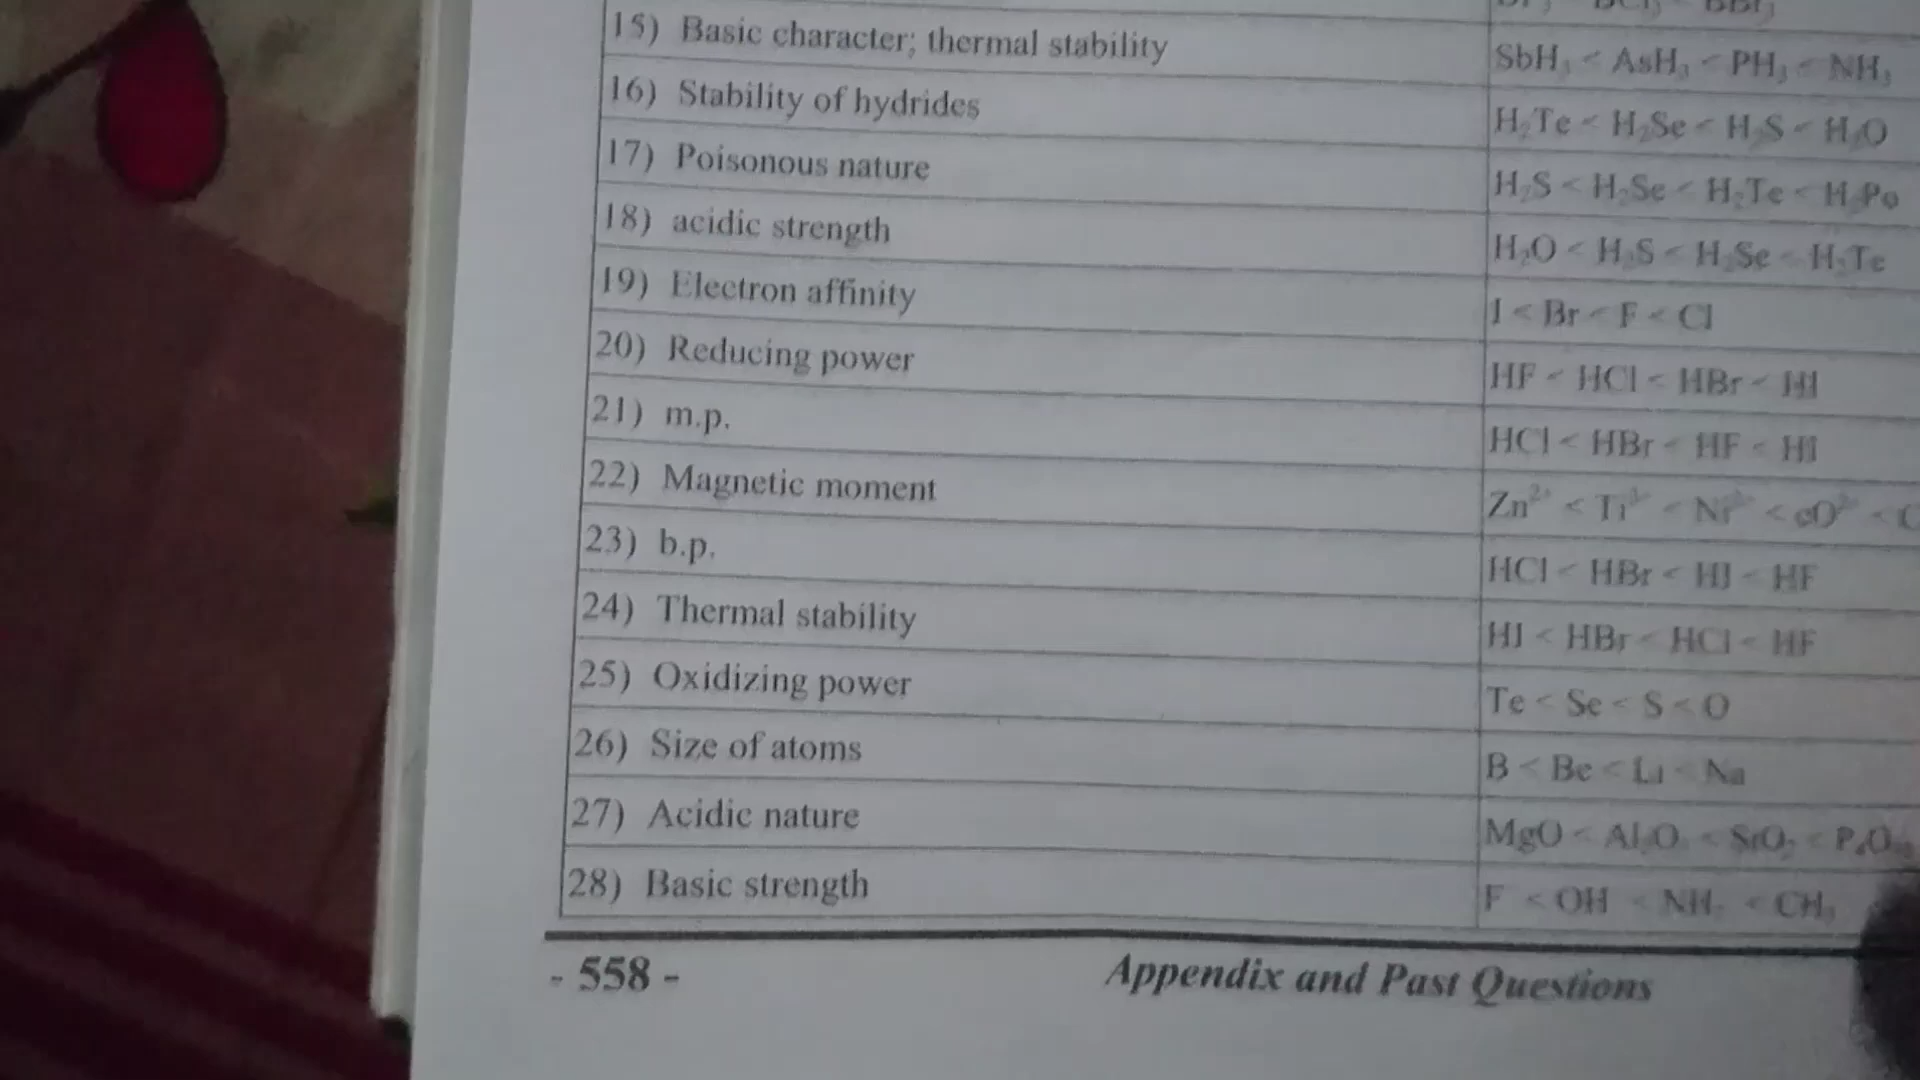 15) Basic character; thermal stability SbH₃ < AsH₃ < PH₃ < NH₃
16) Stability of hydrides H₂Te < H₂Se < H₂S < H₂O
17) Poisonous nature H₂S < H₂Se < H₂Te < H₂Po
18) acidic strength H₂O < H₂S < H₂Se < H₂Te
19) Electron affinity I < Br < F < Cl
20) Reducing power HF < HCl < HBr < HI
21) m.p. HCl < HBr < HF < HI
22) Magnetic moment Zn²⁺ < Ti < Ni < cO <
23) b.p. HCl < HBr < HI < HF
24) Thermal stability HI < HBr < HCl < HF
25) Oxidizing power Te < Se < S < O
26) Size of atoms B < Be < Li < Na
27) Acidic nature MgO < Al₂O₃ < SiO₂ < P₄O
28) Basic strength F < OH < NH₂ < CH₃
- 558 - Appendix and Past Questions